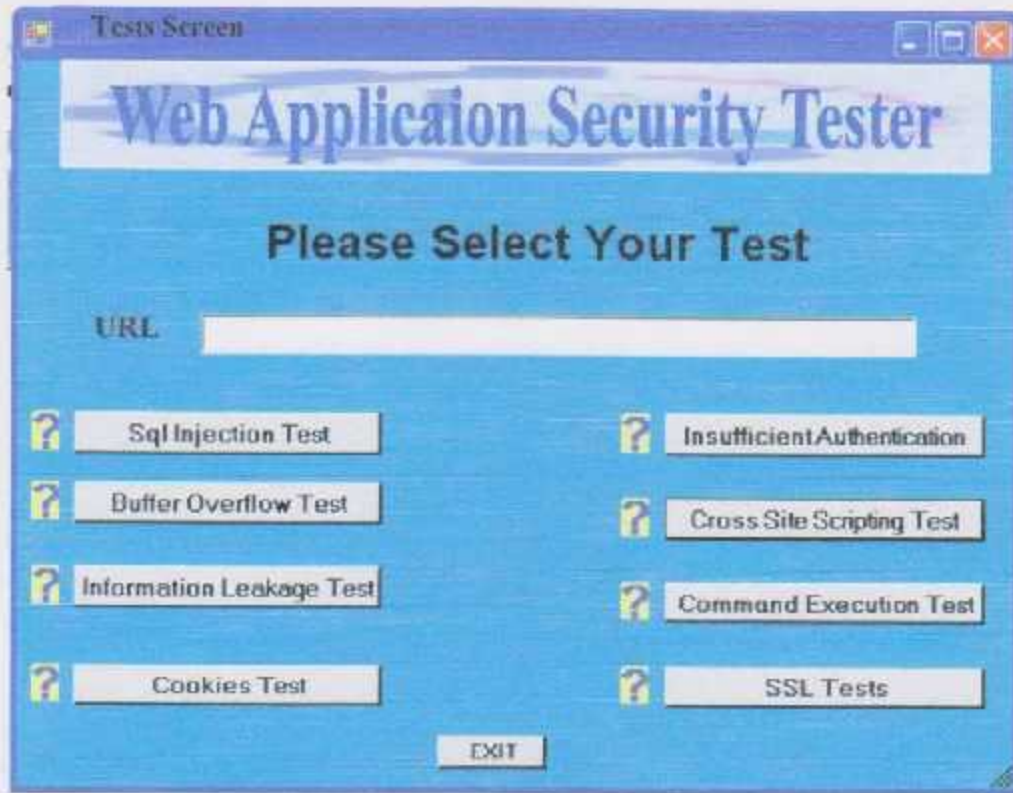 Tests Screen
Web Applicaion Security Tester
Please Select Your Test
URL
? Sql Injection Test
? Insufficient Authentication
? Buffer Overflow Test
? Cross Site Scripting Test
? Information Leakage Test
? Command Execution Test
? Cookies Test
? SSL Tests
EXIT